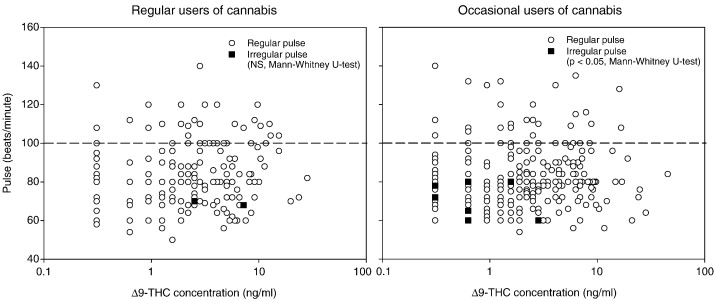 Regular users of cannabis
Occasional users of cannabis
160
140
120
100
80
60
40
Pulse (beats/minute)
Regular pulse
Irregular pulse
(NS, Mann-Whitney U-test)
Regular pulse
Irregular pulse
(p < 0.05, Mann-Whitney U-test)
0.1 1 10 100
0.1 1 10 100
Δ9-THC concentration (ng/ml)
Δ9-THC concentration (ng/ml)